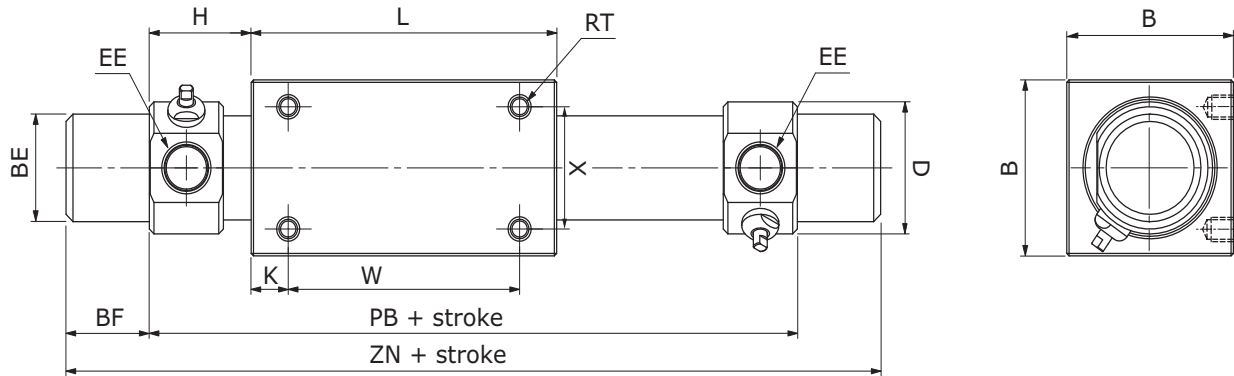 H
L
RT
B
EE
EE
BE
X
D
B
K
W
BF
PB + stroke
ZN + stroke